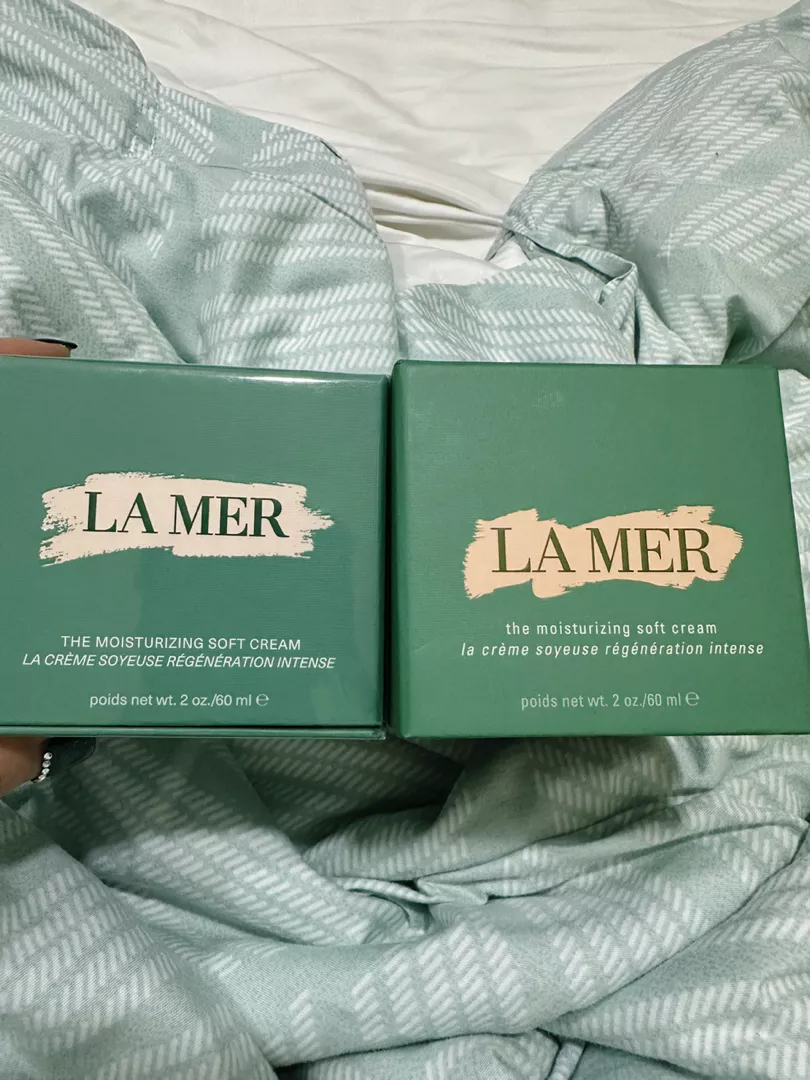 LA MER
THE MOISTURIZING SOFT CREAM
LA CRÈME SOYEUSE RÉGÉNÉRATION INTENSE
poids net wt. 2 oz./60 ml ℮
LA MER
the moisturizing soft cream
la crème soyeuse régénération intense
poids net wt. 2 oz./60 ml ℮